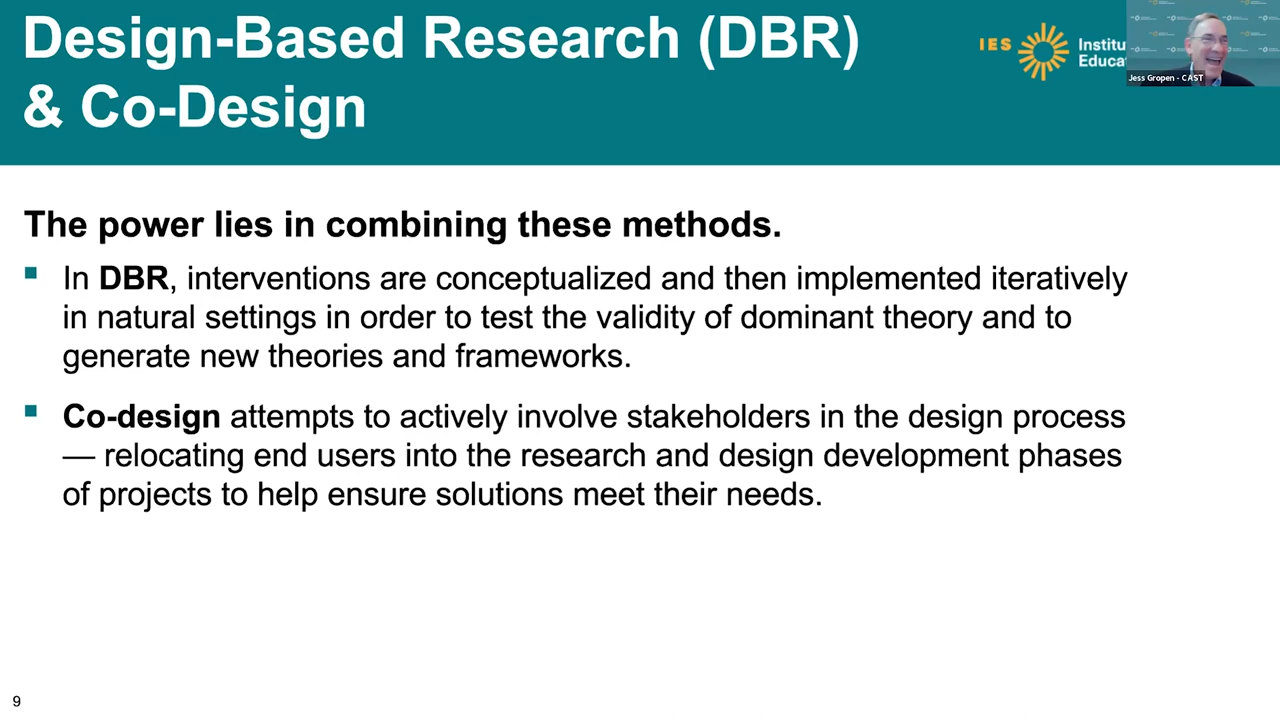 Design-Based Research (DBR)
& Co-Design
IES
Institu
Educat
Jess Gropen - CAST
The power lies in combining these methods.
In DBR, interventions are conceptualized and then implemented iteratively
in natural settings in order to test the validity of dominant theory and to
generate new theories and frameworks.
Co-design attempts to actively involve stakeholders in the design process
— relocating end users into the research and design development phases
of projects to help ensure solutions meet their needs.
9